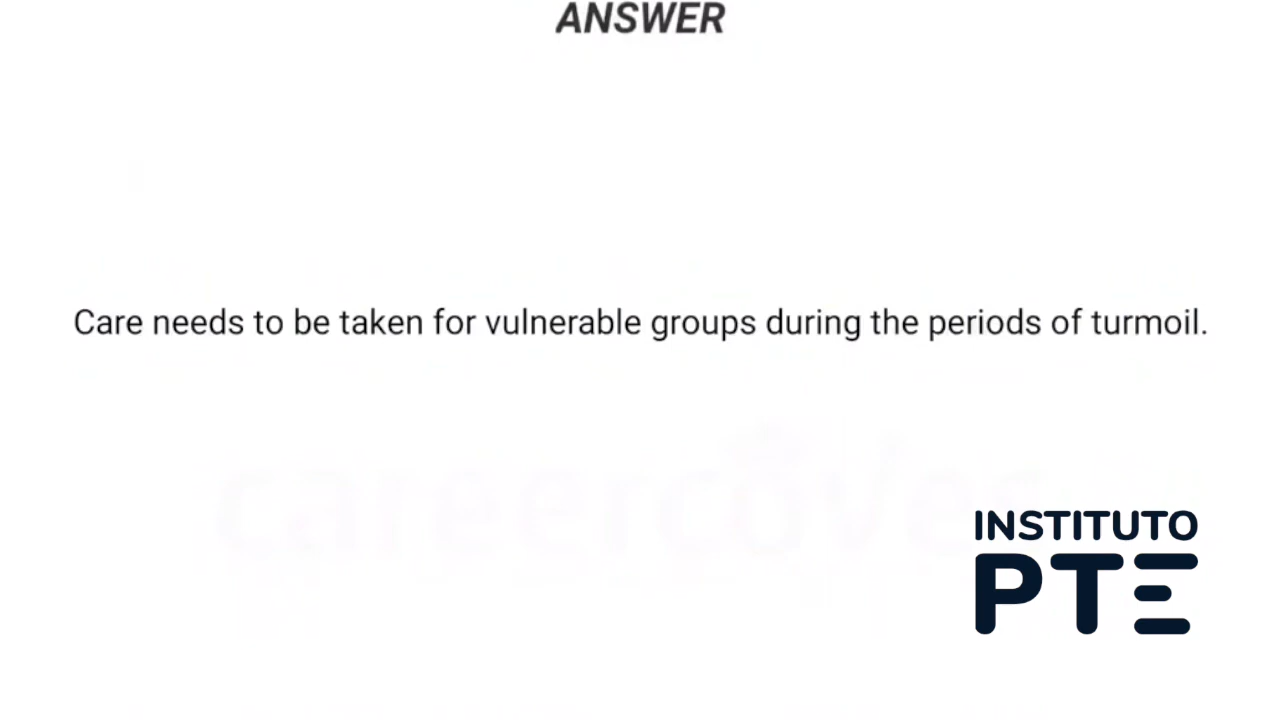 ANSWER
Care needs to be taken for vulnerable groups during the periods of turmoil.
INSTITUTO
PTE